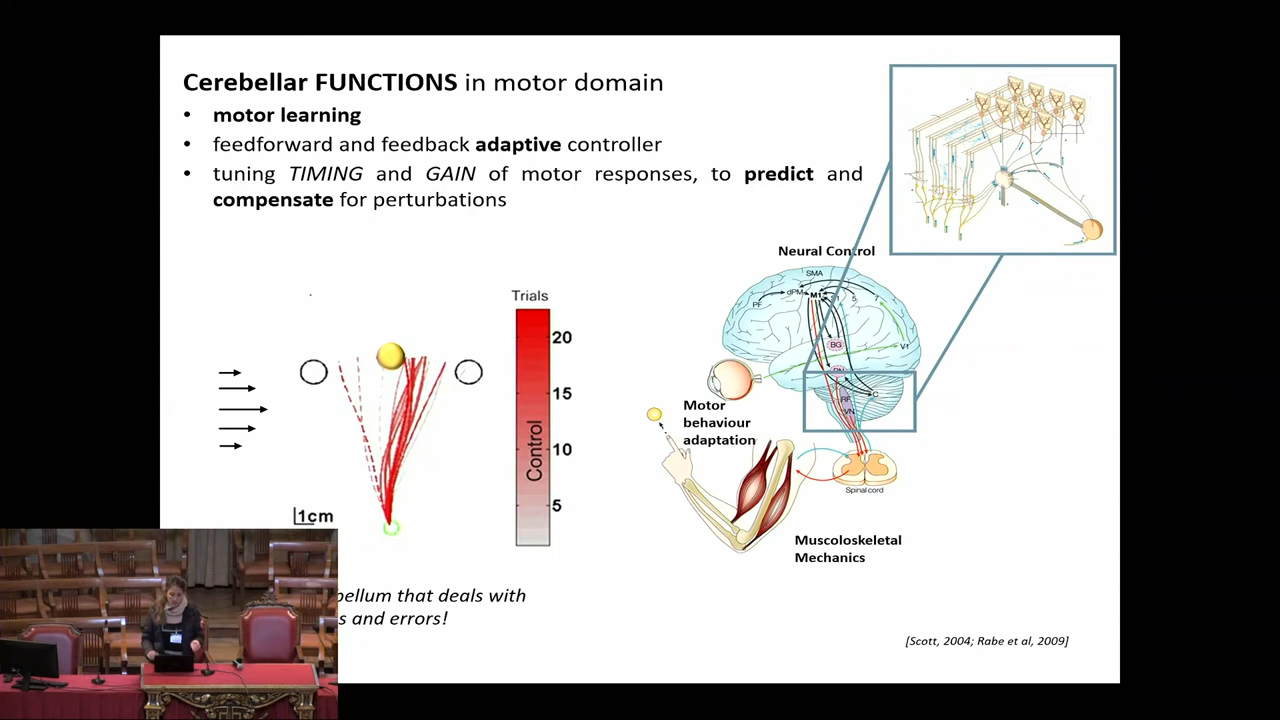 Cerebellar FUNCTIONS in motor domain
• motor learning
• feedforward and feedback adaptive controller
• tuning TIMING and GAIN of motor responses, to predict and
compensate for perturbations
Neural Control
SMA
PF
dPM
M1
5
7
BG
V1
RF
C
VN
Trials
20
15
10
5
Control
1cm
Motor
behaviour
adaptation
Spinal cord
Muscoloskeletal
Mechanics
bellum that deals with
s and errors!
[Scott, 2004; Rabe et al, 2009]